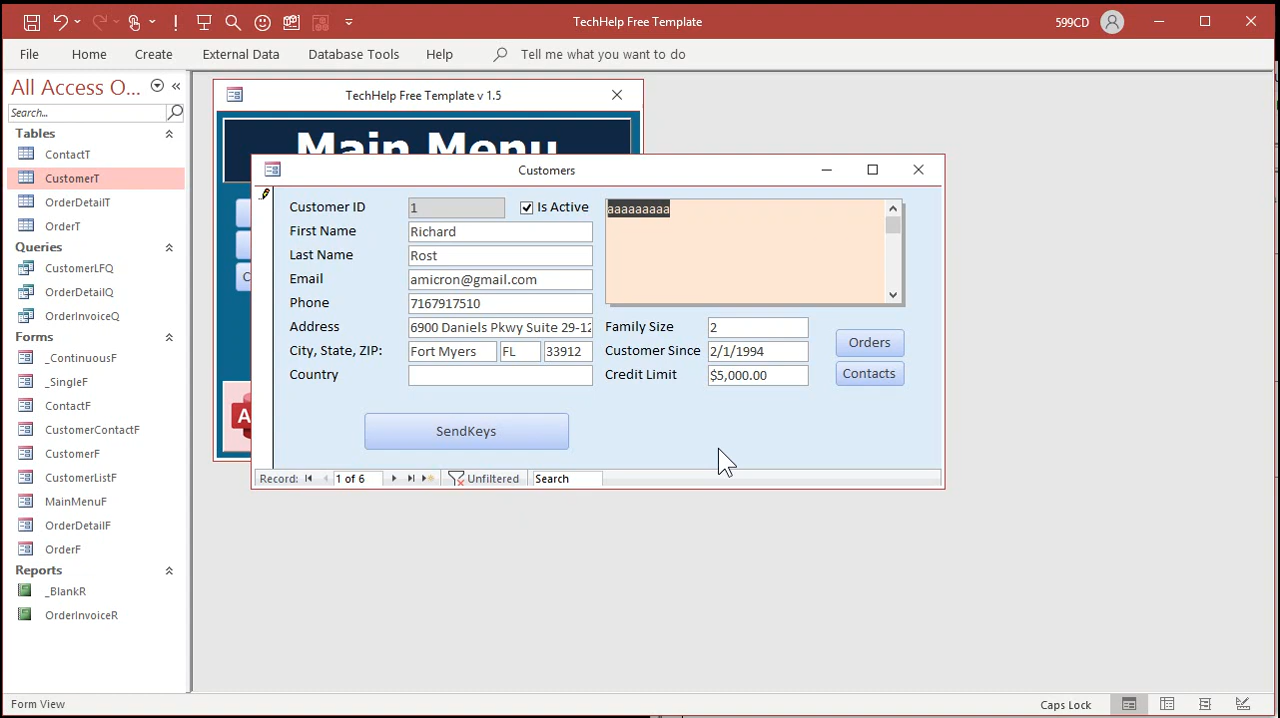 TechHelp Free Template
599CD
File Home Create External Data Database Tools Help Tell me what you want to do
All Access O...
Search...
Tables
ContactT
CustomerT
OrderDetailT
OrderT
Queries
CustomerLFQ
OrderDetailQ
OrderInvoiceQ
Forms
_ContinuousF
_SingleF
ContactF
CustomerContactF
CustomerF
CustomerListF
MainMenuF
OrderDetailF
OrderF
Reports
_BlankR
OrderInvoiceR
TechHelp Free Template v 1.5
Main Menu
C
A
Customers
Customer ID 1 Is Active
First Name Richard
Last Name Rost
Email amicron@gmail.com
Phone 7167917510
Address 6900 Daniels Pkwy Suite 29-12
City, State, ZIP: Fort Myers FL 33912
Country
aaaaaaaaa
Family Size 2
Customer Since 2/1/1994
Credit Limit $5,000.00
Orders
Contacts
SendKeys
Record: 1 of 6 Unfiltered Search
Form View
Caps Lock